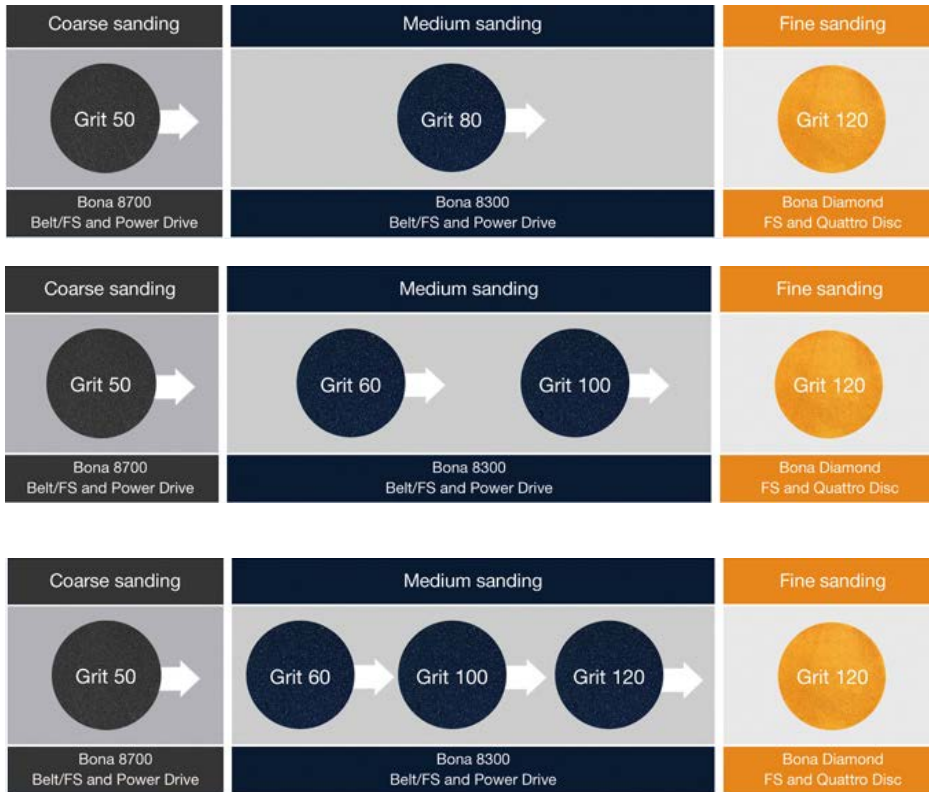 Coarse sanding
Medium sanding
Fine sanding
Grit 50
Grit 80
Grit 120
Bona 8700
Belt/FS and Power Drive
Bona 8300
Belt/FS and Power Drive
Bona Diamond
FS and Quattro Disc
Coarse sanding
Medium sanding
Fine sanding
Grit 50
Grit 60
Grit 100
Grit 120
Bona 8700
Belt/FS and Power Drive
Bona 8300
Belt/FS and Power Drive
Bona Diamond
FS and Quattro Disc
Coarse sanding
Medium sanding
Fine sanding
Grit 50
Grit 60
Grit 100
Grit 120
Grit 120
Bona 8700
Belt/FS and Power Drive
Bona 8300
Belt/FS and Power Drive
Bona Diamond
FS and Quattro Disc